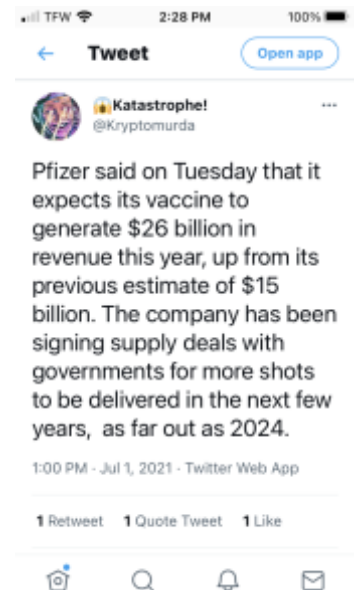 TFW 2:28 PM 100%
Tweet Open app
😱Katastrophe! ...
@Kryptomurda
Pfizer said on Tuesday that it
expects its vaccine to
generate $26 billion in
revenue this year, up from its
previous estimate of $15
billion. The company has been
signing supply deals with
governments for more shots
to be delivered in the next few
years,  as far out as 2024.
1:00 PM · Jul 1, 2021 · Twitter Web App
1 Retweet 1 Quote Tweet 1 Like